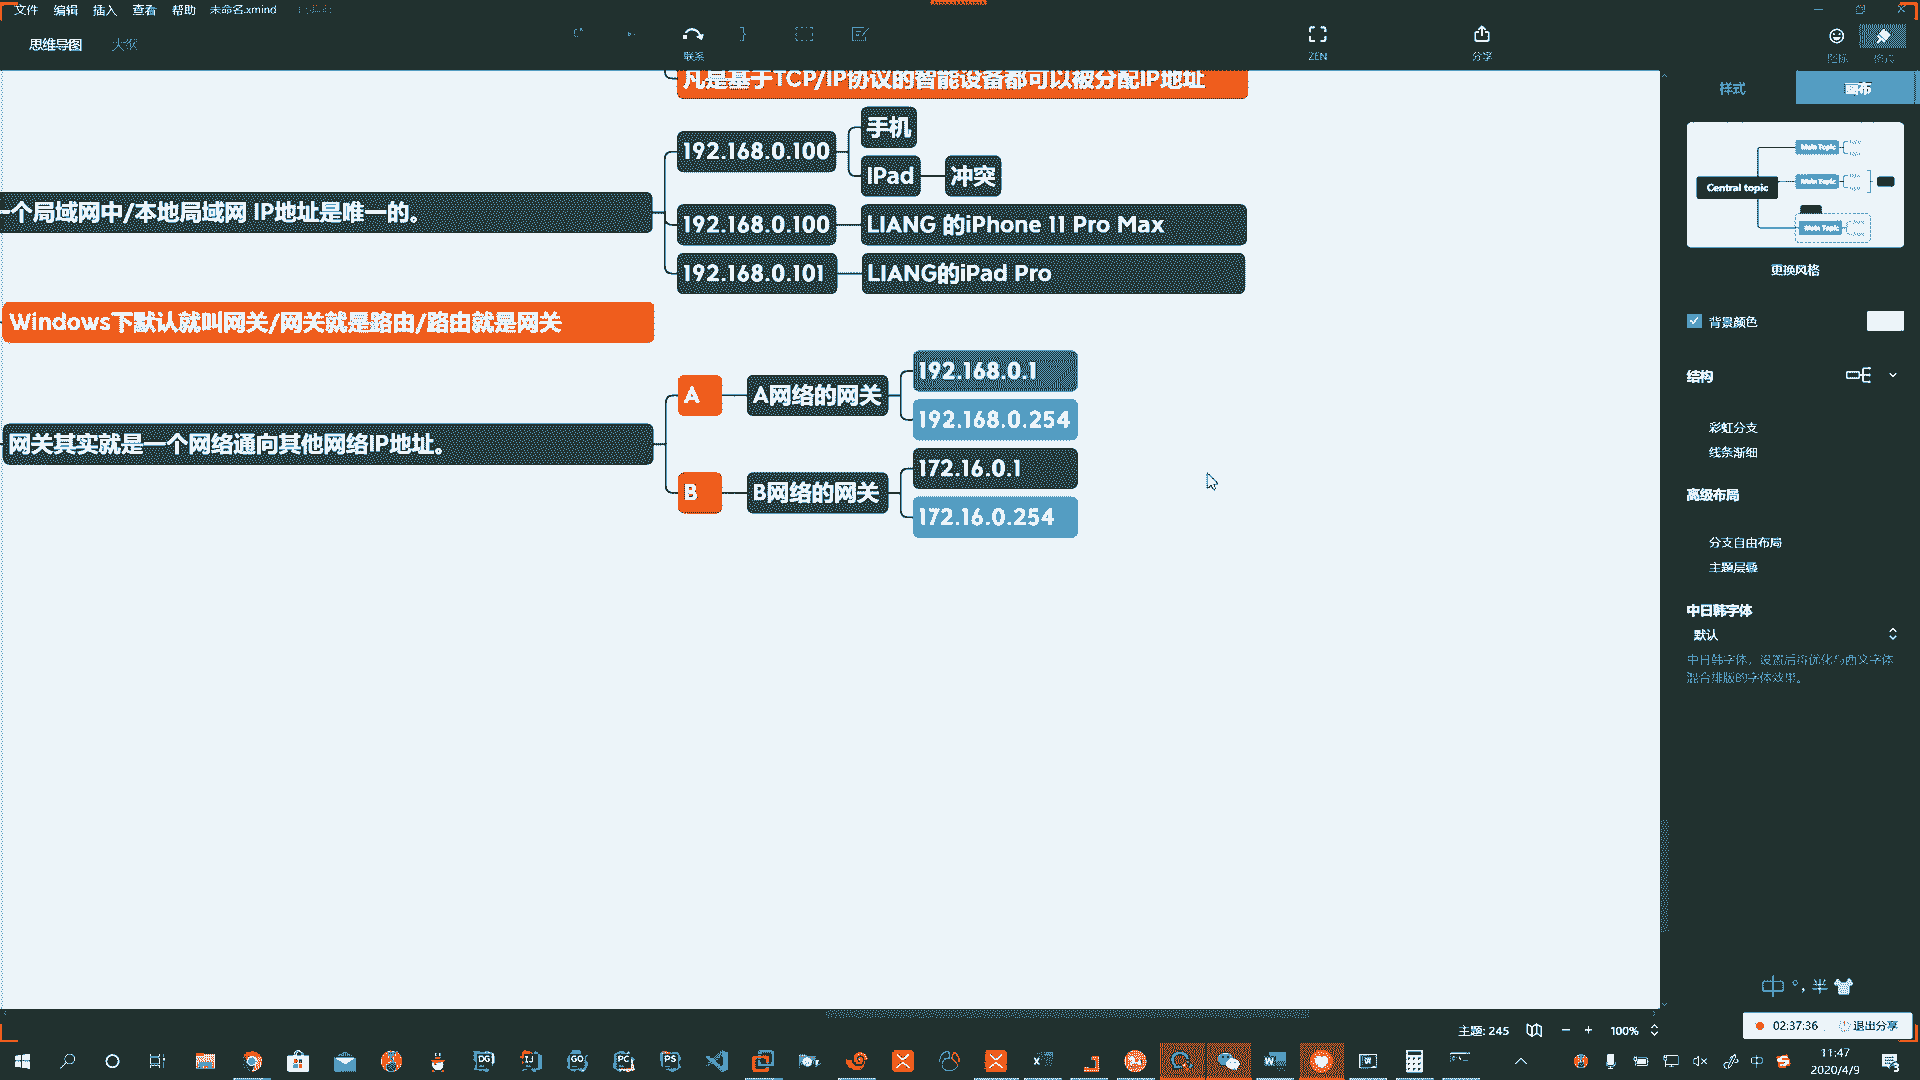 文件 编辑 插入 查看 帮助 未命名.xmind
思维导图 大纲
联系
ZEN
分享
图标
格式
凡是基于TCP/IP协议的智能设备都可以被分配IP地址
192.168.0.100
手机
IPad
冲突
一个局域网中/本地局域网 IP地址是唯一的。
192.168.0.100
LIANG 的iPhone 11 Pro Max
192.168.0.101
LIANG的iPad Pro
Windows下默认就叫网关/网关就是路由/路由就是网关
网关其实就是一个网络通向其他网络IP地址。
A
A网络的网关
192.168.0.1
192.168.0.254
B
B网络的网关
172.16.0.1
172.16.0.254
样式
画布
Central topic
Main Topic
Main Topic
Main Topic
更换风格
背景颜色
结构
彩虹分支
线条渐细
高级布局
分支自由布局
主题层叠
中日韩字体
默认
中日韩字体，设置后将优化与西文字体
混合排版的字体效果。
中 °, 半
主题: 245
100%
02:37:36
退出分享
DG
IJ
GO
PC
PS
中
11:47
2020/4/9
3